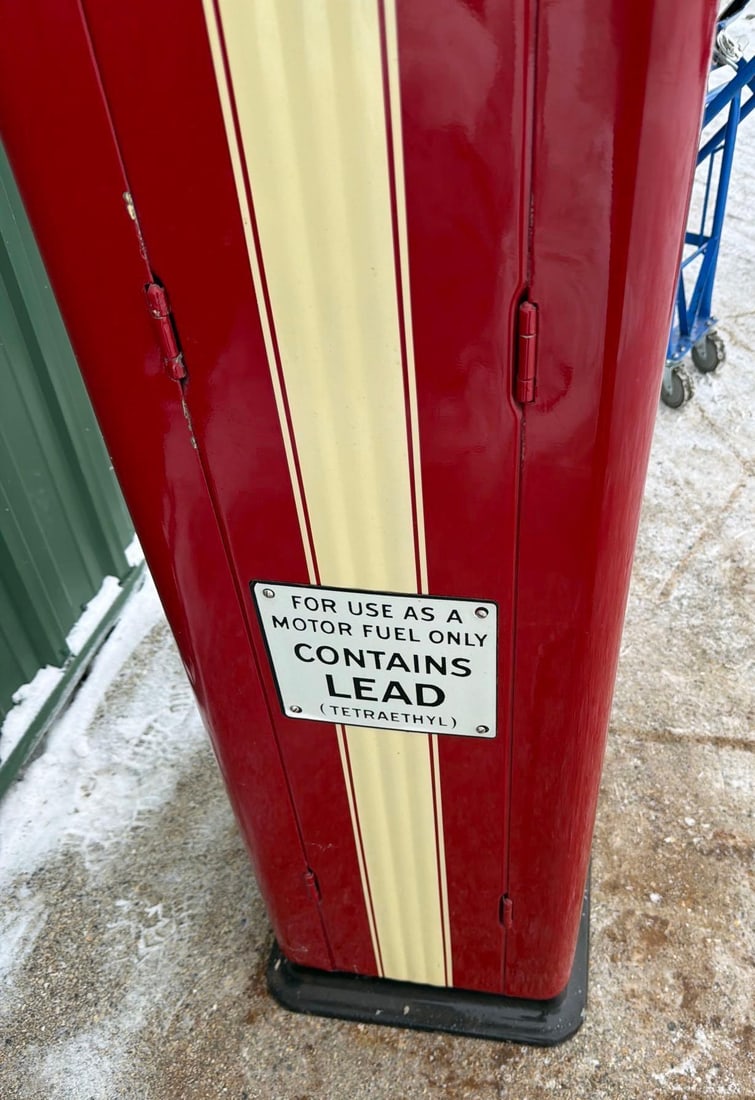 FOR USE AS A
MOTOR FUEL ONLY
CONTAINS
LEAD
(TETRAETHYL)